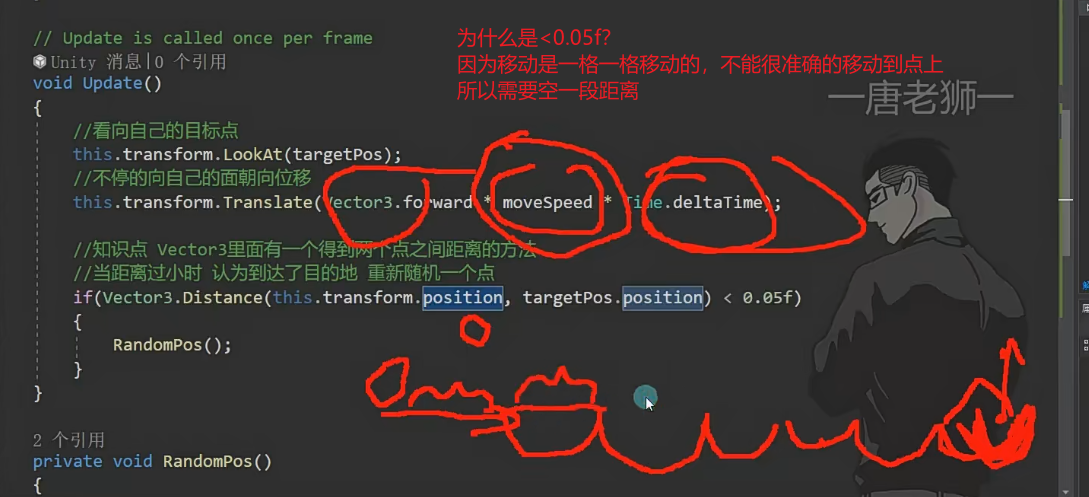 // Update is called once per frame
Unity 消息|0 个引用
void Update()
{
//看向自己的目标点
this.transform.LookAt(targetPos);
//不停的向自己的面朝向位移
this.transform.Translate(Vector3.forward * moveSpeed * Time.deltaTime);
//知识点 Vector3里面有一个得到两个点之间距离的方法
//当距离过小时 认为到达了目的地 重新随机一个点
if(Vector3.Distance(this.transform.position, targetPos.position) < 0.05f)
{
RandomPos();
}
}
2 个引用
private void RandomPos()
{
为什么是<0.05f?
因为移动是一格一格移动的，不能很准确的移动到点上
所以需要空一段距离
—唐老狮—